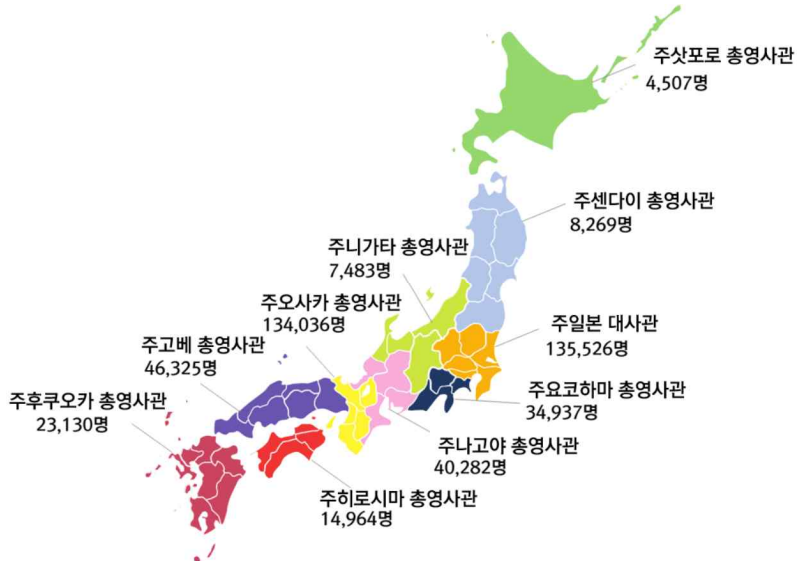 주삿포로 총영사관
4,507명
주센다이 총영사관
8,269명
주니가타 총영사관
7,483명
주오사카 총영사관
134,036명
주일본 대사관
135,526명
주고베 총영사관
46,325명
주요코하마 총영사관
34,937명
주후쿠오카 총영사관
23,130명
주나고야 총영사관
40,282명
주히로시마 총영사관
14,964명